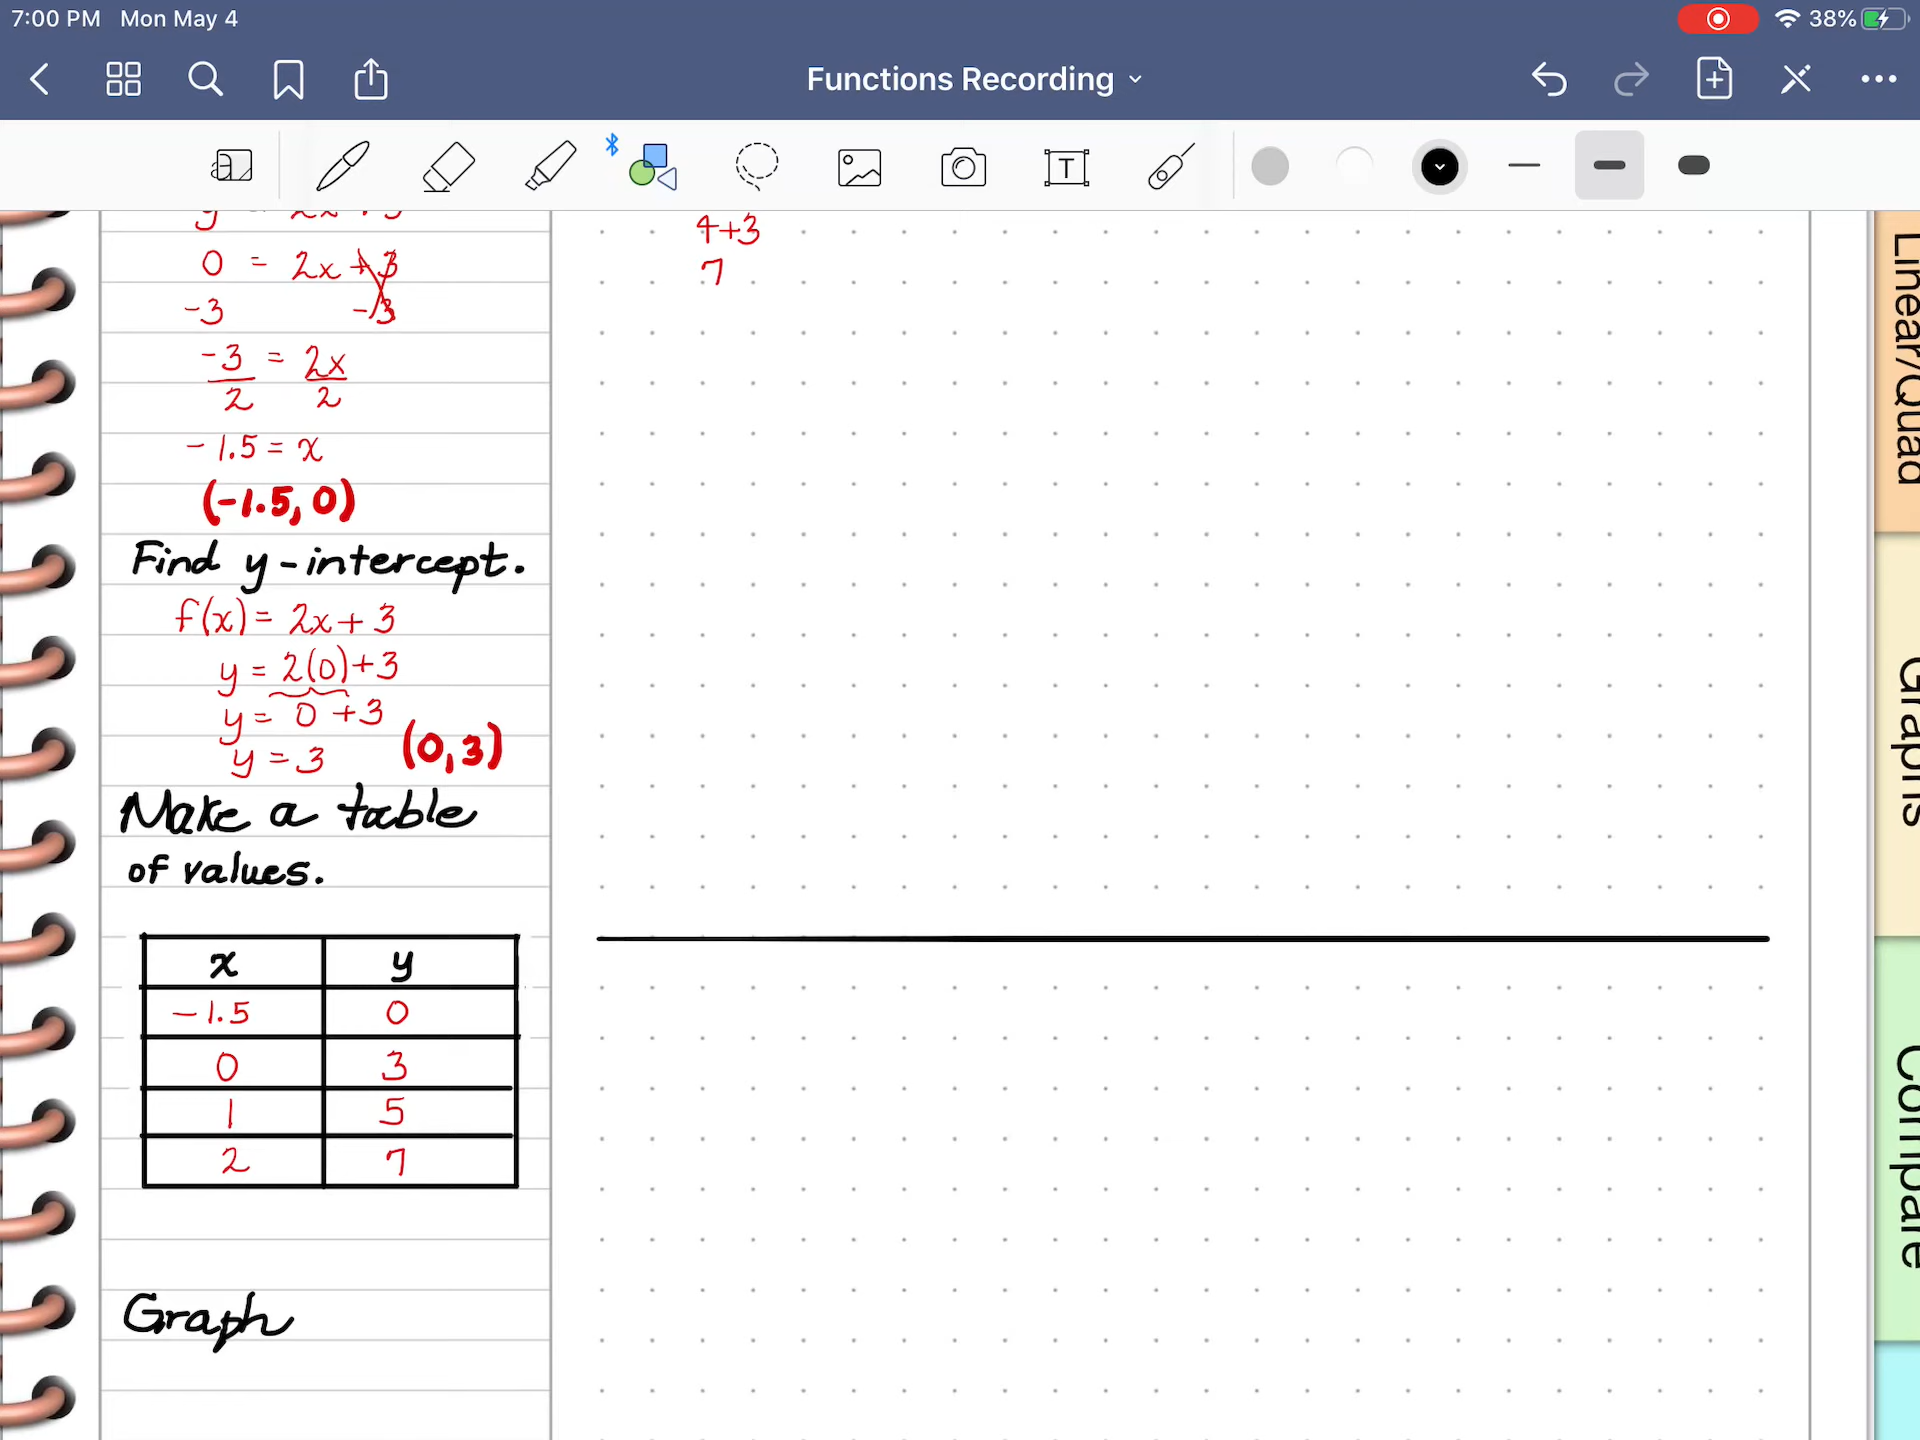 7:00 PM Mon May 4
38%
Functions Recording
T
4+3
7
0 = 2x + 3
-3 -3
-3 = 2x
2 2
-1.5 = x
(-1.5, 0)
Find y-intercept.
f(x) = 2x + 3
y = 2(0) + 3
y = 0 + 3
y = 3 (0, 3)
Make a table
of values.
x y
-1.5 0
0 3
1 5
2 7
Graph
Linear/Quad
Graphs
Compare